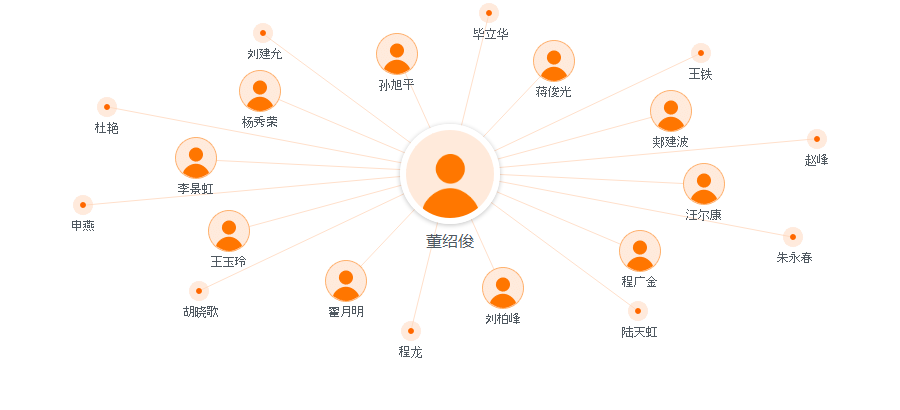 毕立华
刘建允
孙旭平
蒋俊光
王铁
杨秀荣
杜艳
郏建波
赵峰
李景虹
汪尔康
申燕
董绍俊
王玉玲
朱永春
程广金
胡晓歌
翟月明
刘柏峰
陆天虹
程龙